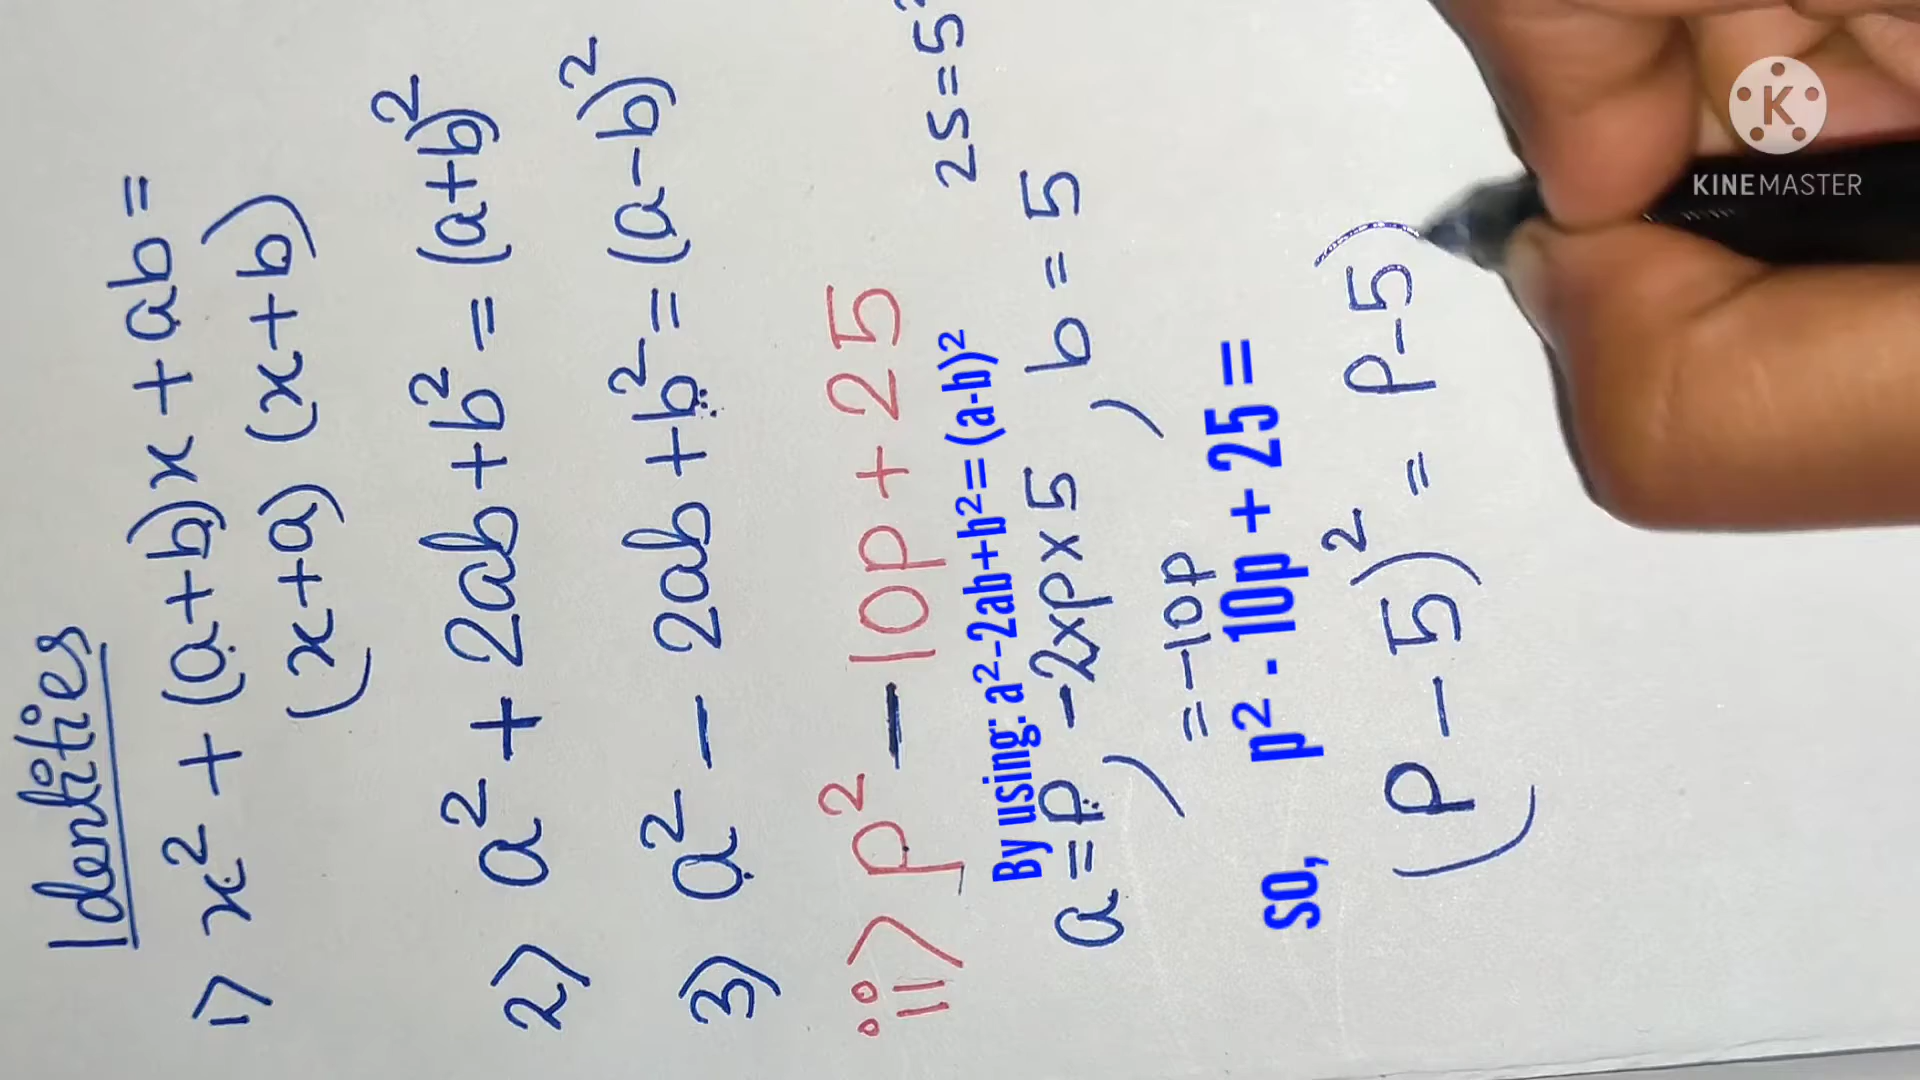 Identities
1) x² + (a+b)x + ab =
(x+a) (x+b)
2) a² + 2ab + b² = (a+b)²
3) a² - 2ab + b² = (a-b)²
ii) p² - 10p + 25
25 = 5²
By using: a²-2ab+b²= (a-b)²
a = p, -2xp×5, b = 5
= -10p
so, p² - 10p + 25 =
(p - 5)² = p-5)
KINEMASTER